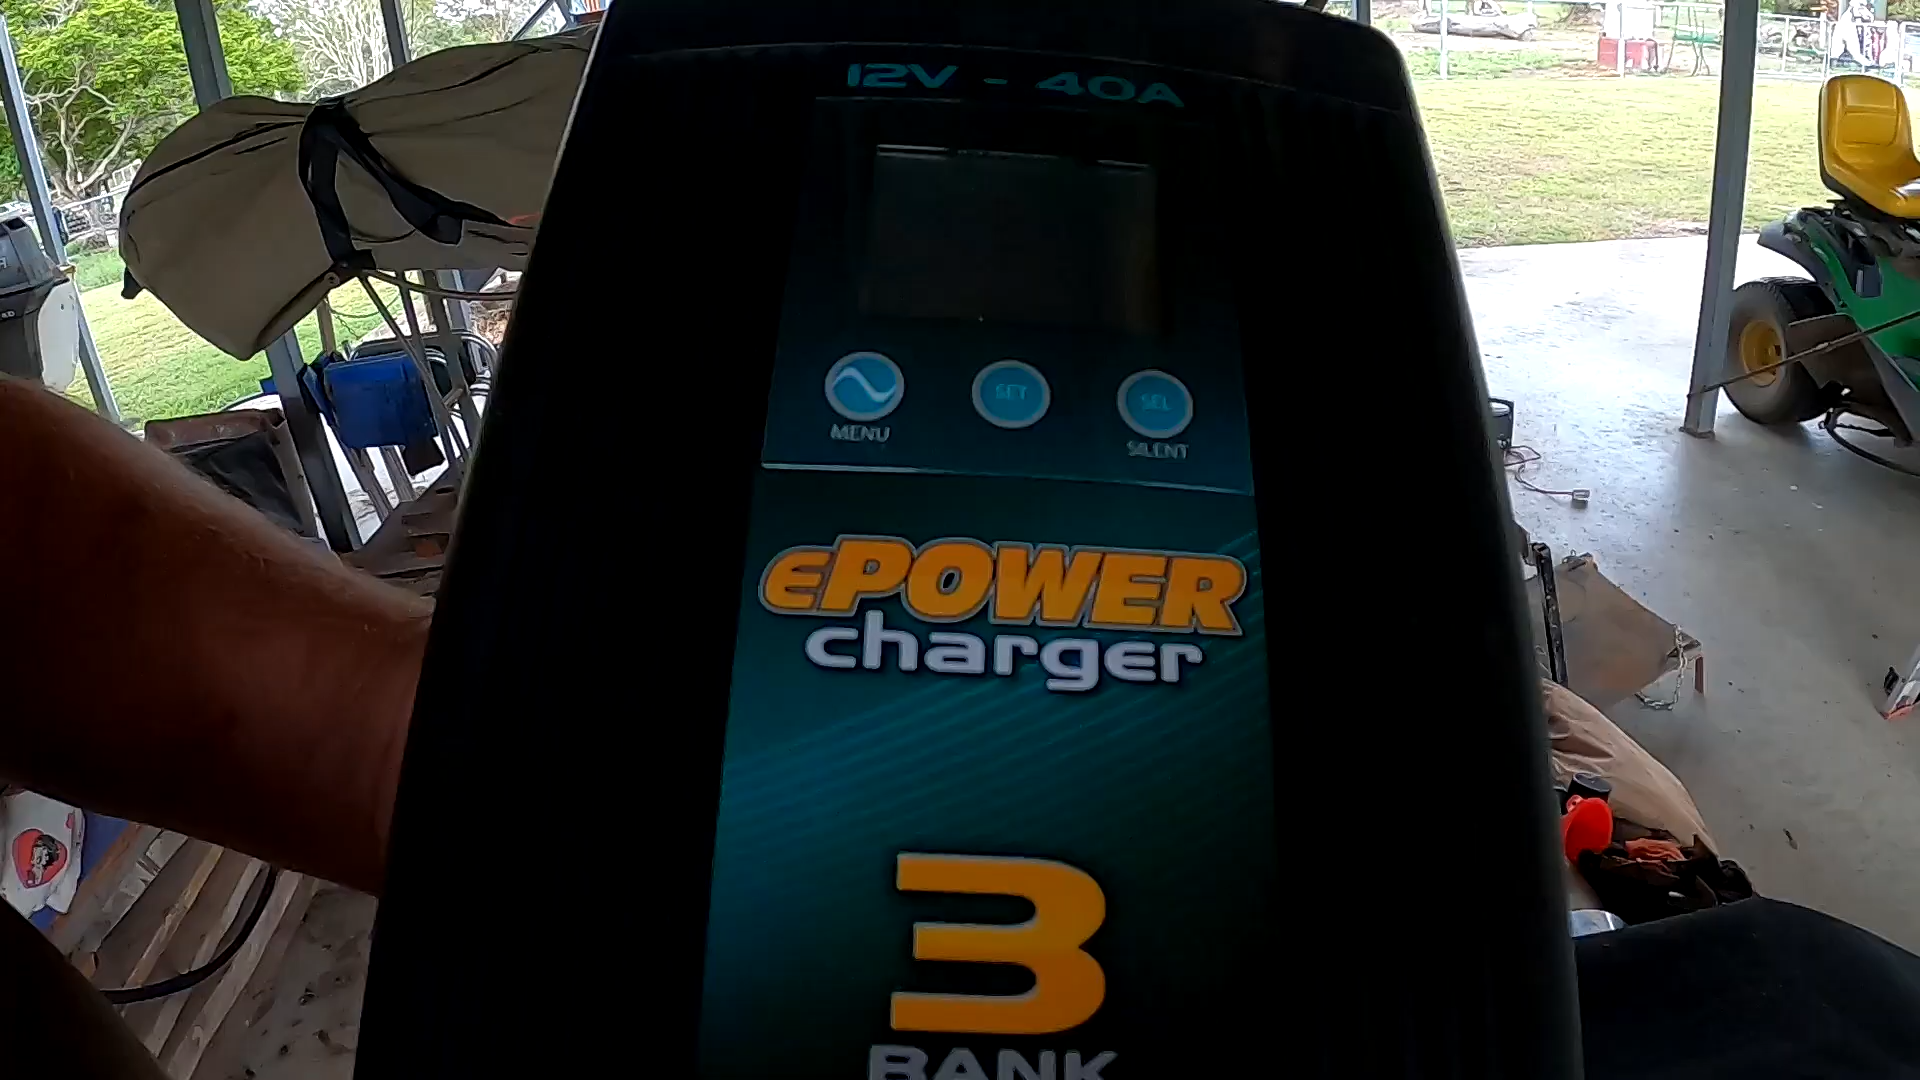 12V - 40A
SET
SEL
MENU
SILENT
ePOWER
charger
3
BANK